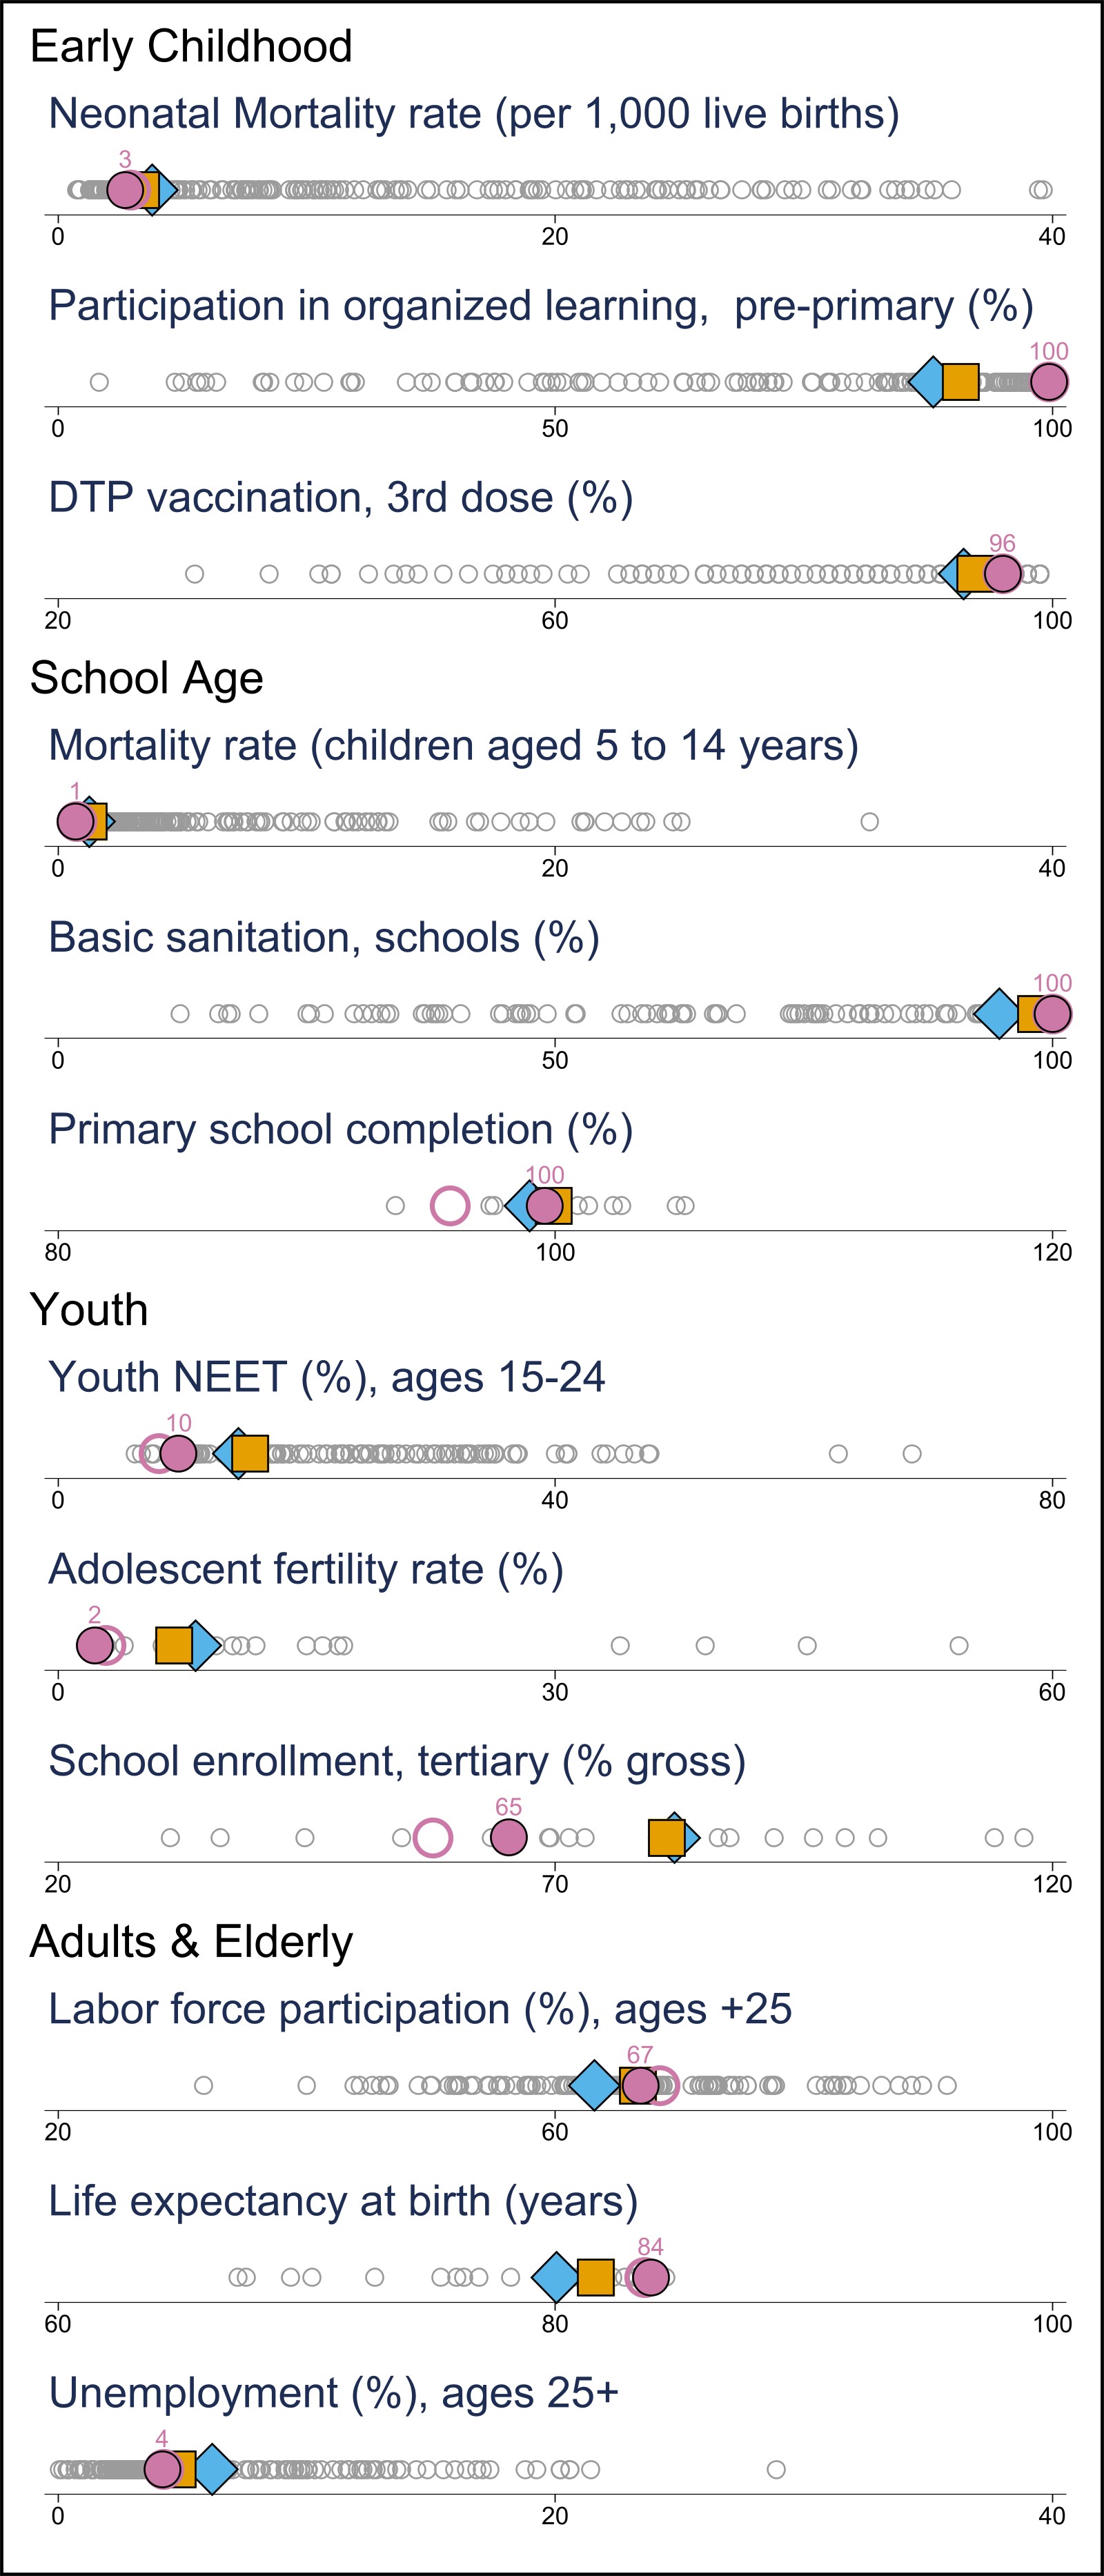 Early Childhood
Neonatal Mortality rate (per 1,000 live births)
3
0 20 40
Participation in organized learning,  pre-primary (%)
100
0 50 100
DTP vaccination, 3rd dose (%)
96
20 60 100
School Age
Mortality rate (children aged 5 to 14 years)
1
0 20 40
Basic sanitation, schools (%)
100
0 50 100
Primary school completion (%)
100
80 100 120
Youth
Youth NEET (%), ages 15-24
10
0 40 80
Adolescent fertility rate (%)
2
0 30 60
School enrollment, tertiary (% gross)
65
20 70 120
Adults & Elderly
Labor force participation (%), ages +25
67
20 60 100
Life expectancy at birth (years)
84
60 80 100
Unemployment (%), ages 25+
4
0 20 40